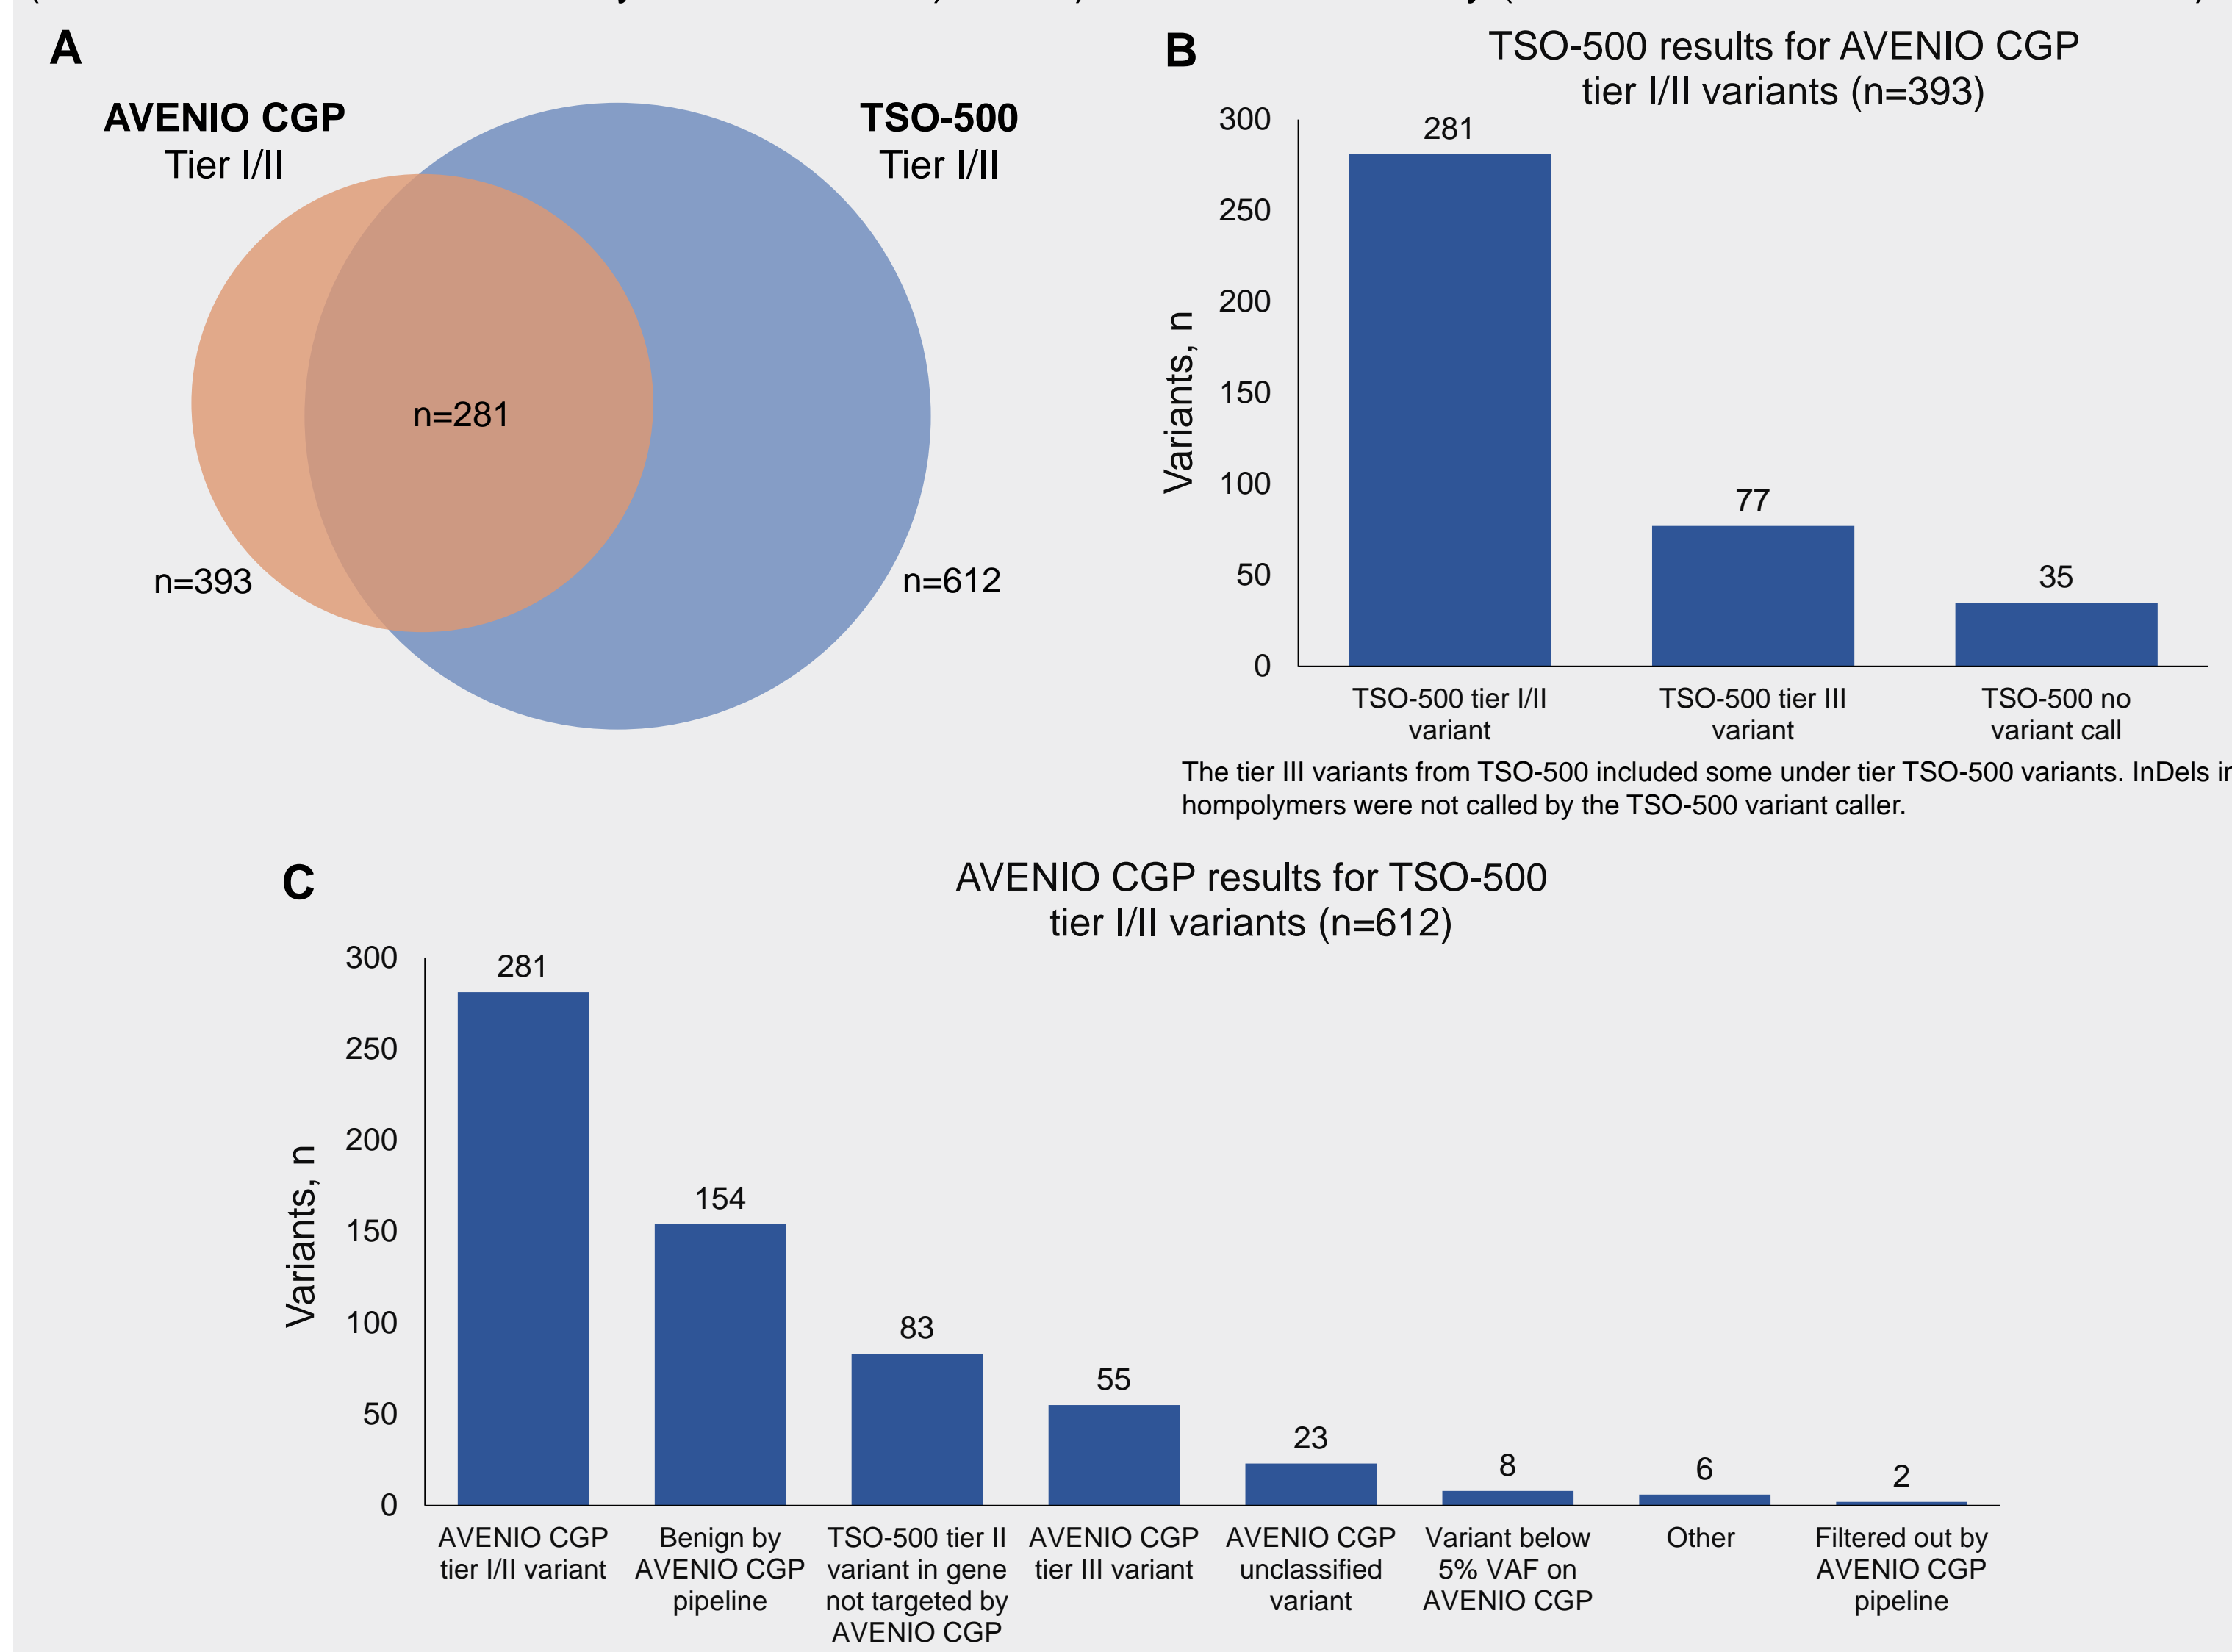 A
AVENIO CGP
Tier I/II
TSO-500
Tier I/II
n=281
n=393
n=612
B
TSO-500 results for AVENIO CGP
tier I/II variants (n=393)
Variants, n
300
250
200
150
100
50
0
281
77
35
TSO-500 tier I/II
variant
TSO-500 tier III
variant
TSO-500 no
variant call
The tier III variants from TSO-500 included some under tier TSO-500 variants. InDels in
hompolymers were not called by the TSO-500 variant caller.
C
AVENIO CGP results for TSO-500
tier I/II variants (n=612)
Variants, n
300
250
200
150
100
50
0
281
154
83
55
23
8
6
2
AVENIO CGP
tier I/II variant
Benign by
AVENIO CGP
pipeline
TSO-500 tier II
variant in gene
not targeted by
AVENIO CGP
AVENIO CGP
tier III variant
AVENIO CGP
unclassified
variant
Variant below
5% VAF on
AVENIO CGP
Other
Filtered out by
AVENIO CGP
pipeline